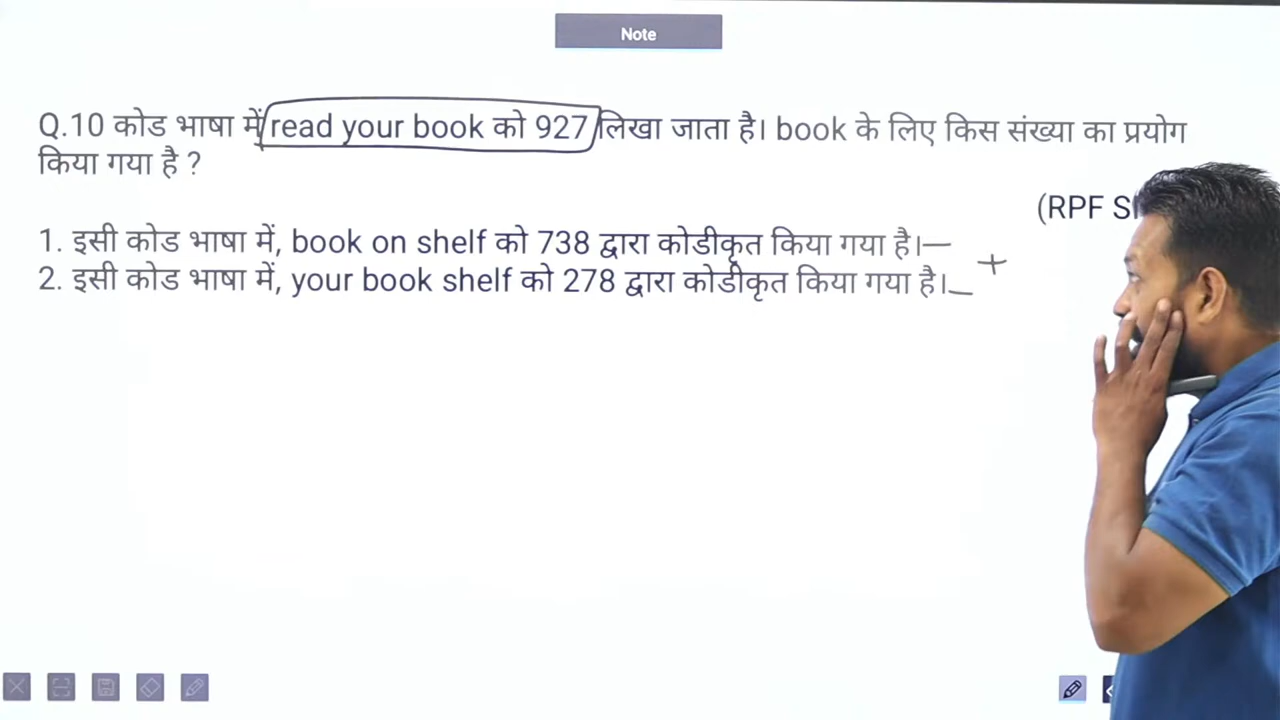 Note
Q.10 कोड भाषा में read your book को 927 लिखा जाता है। book के लिए किस संख्या का प्रयोग
किया गया है ?
(RPF
1. इसी कोड भाषा में, book on shelf को 738 द्वारा कोडीकृत किया गया है।
2. इसी कोड भाषा में, your book shelf को 278 द्वारा कोडीकृत किया गया है।
+